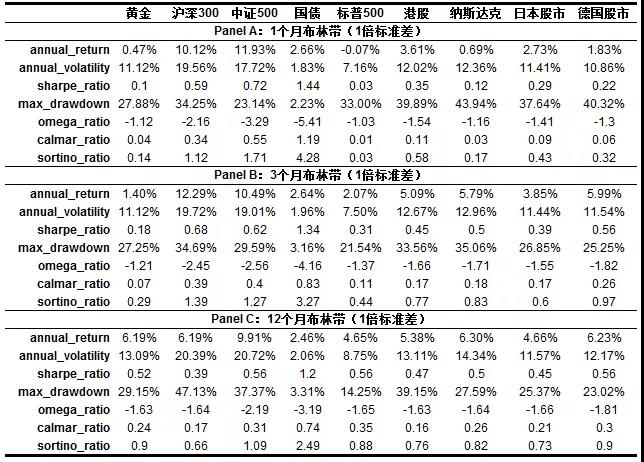 黄金 沪深300 中证500 国债 标普500 港股 纳斯达克 日本股市 德国股市
Panel A：1个月布林带（1倍标准差）
annual_return 0.47% 10.12% 11.93% 2.66% -0.07% 3.61% 0.69% 2.73% 1.83%
annual_volatility 11.12% 19.56% 17.72% 1.83% 7.16% 12.02% 12.36% 11.41% 10.86%
sharpe_ratio 0.1 0.59 0.72 1.44 0.03 0.35 0.12 0.29 0.22
max_drawdown 27.88% 34.25% 23.14% 2.23% 33.00% 39.89% 43.94% 37.64% 40.32%
omega_ratio -1.12 -2.16 -3.29 -5.41 -1.03 -1.54 -1.16 -1.41 -1.3
calmar_ratio 0.04 0.34 0.55 1.19 0.01 0.11 0.03 0.09 0.06
sortino_ratio 0.14 1.12 1.71 4.28 0.03 0.58 0.17 0.43 0.32
Panel B：3个月布林带（1倍标准差）
annual_return 1.40% 12.29% 10.49% 2.64% 2.07% 5.09% 5.79% 3.85% 5.99%
annual_volatility 11.12% 19.72% 19.01% 1.96% 7.50% 12.67% 12.96% 11.44% 11.54%
sharpe_ratio 0.18 0.68 0.62 1.34 0.31 0.45 0.5 0.39 0.56
max_drawdown 27.25% 34.69% 29.59% 3.16% 21.54% 33.56% 35.06% 26.85% 25.25%
omega_ratio -1.21 -2.45 -2.56 -4.16 -1.37 -1.66 -1.71 -1.55 -1.82
calmar_ratio 0.07 0.39 0.4 0.83 0.11 0.17 0.18 0.17 0.26
sortino_ratio 0.29 1.39 1.27 3.27 0.44 0.77 0.83 0.6 0.97
Panel C：12个月布林带（1倍标准差）
annual_return 6.19% 6.19% 9.91% 2.46% 4.65% 5.38% 6.30% 4.66% 6.23%
annual_volatility 13.09% 20.39% 20.72% 2.06% 8.75% 13.11% 14.34% 11.57% 12.17%
sharpe_ratio 0.52 0.39 0.56 1.2 0.56 0.47 0.5 0.45 0.56
max_drawdown 29.15% 47.13% 37.37% 3.31% 14.25% 39.15% 27.59% 25.37% 23.02%
omega_ratio -1.63 -1.64 -2.19 -3.19 -1.65 -1.63 -1.64 -1.66 -1.81
calmar_ratio 0.24 0.17 0.31 0.74 0.35 0.16 0.26 0.21 0.3
sortino_ratio 0.9 0.66 1.09 2.49 0.88 0.76 0.82 0.73 0.9